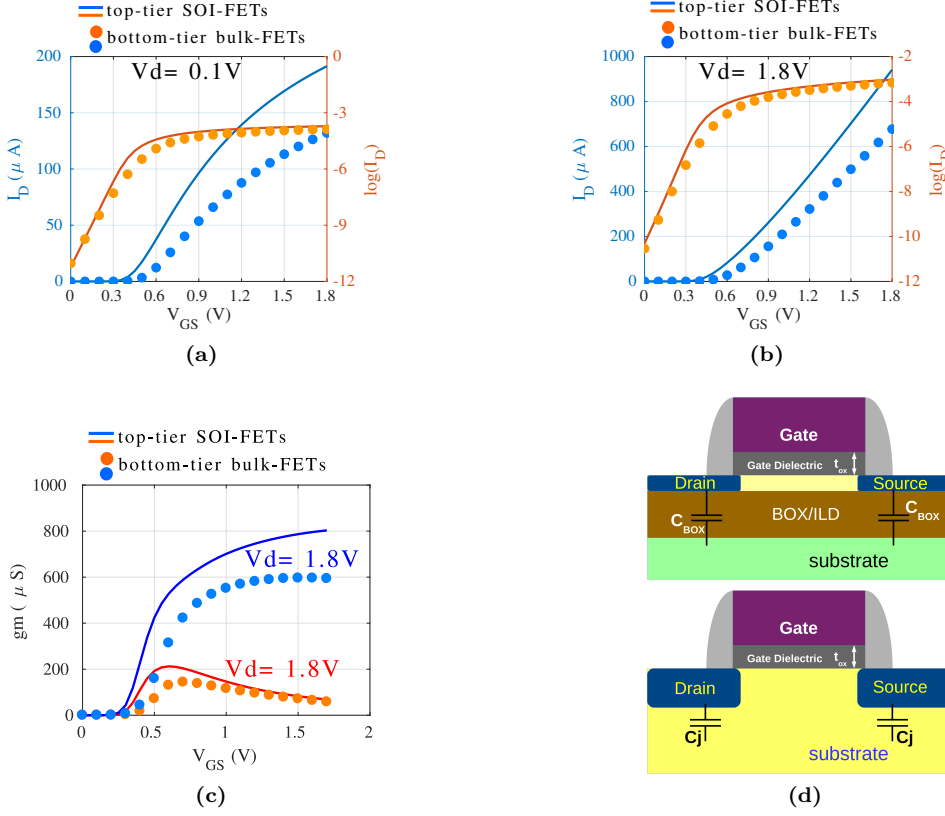 top-tier SOI-FETs
bottom-tier bulk-FETs
Vd= 0.1V
200
150
100
50
0
I_D (μ A)
0
-3
-6
-9
-12
log(I_D)
0 0.3 0.6 0.9 1.2 1.5 1.8
V_GS (V)
(a)
top-tier SOI-FETs
bottom-tier bulk-FETs
Vd= 1.8V
1000
800
600
400
200
0
I_D (μ A)
-2
-4
-6
-8
-10
-12
log(I_D)
0 0.3 0.6 0.9 1.2 1.5 1.8
V_GS (V)
(b)
top-tier SOI-FETs
bottom-tier bulk-FETs
1000
800
600
400
200
0
gm ( μ S)
Vd= 1.8V
Vd= 1.8V
0 0.5 1 1.5 2
V_GS (V)
(c)
Gate
Gate Dielectric t_ox
Drain Source
BOX/ILD
C_BOX C_BOX
substrate
Gate
Gate Dielectric t_ox
Drain Source
Cj Cj
substrate
(d)